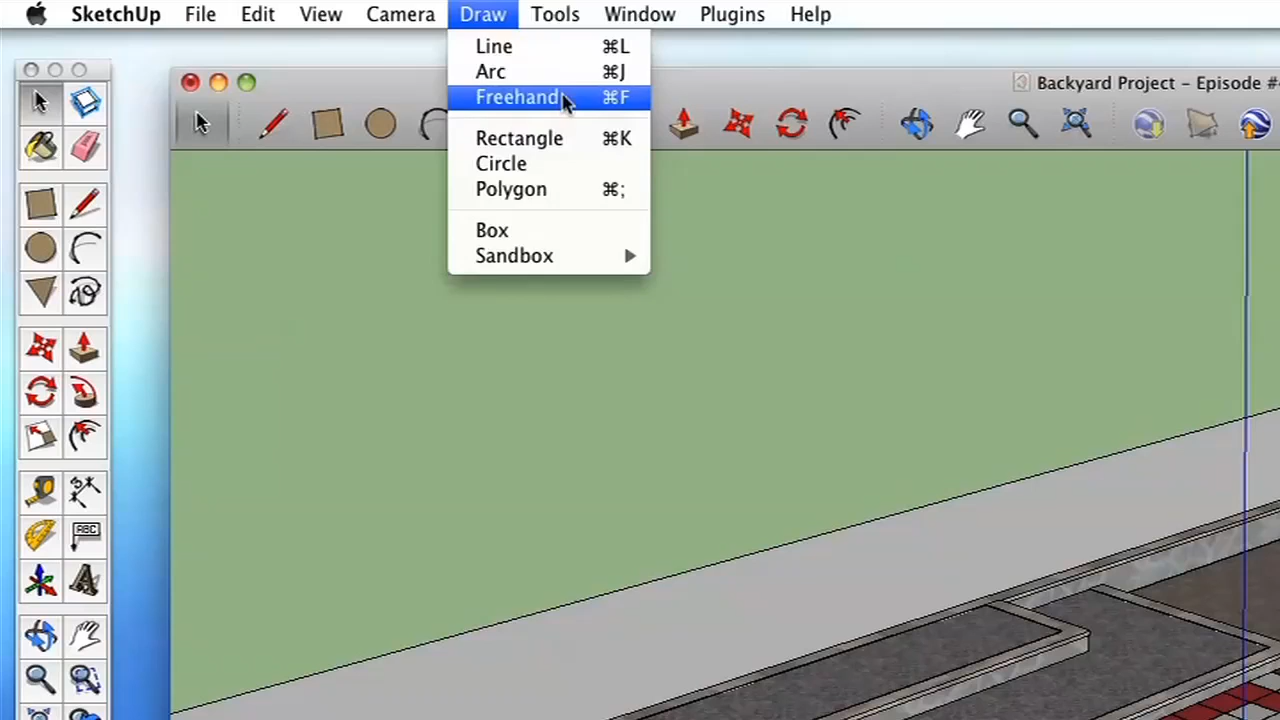 SketchUp File Edit View Camera Draw Tools Window Plugins Help
Line ⌘L
Arc ⌘J
Freehand ⌘F
Rectangle ⌘K
Circle
Polygon ⌘;
Box
Sandbox
Backyard Project - Episode #
ABC